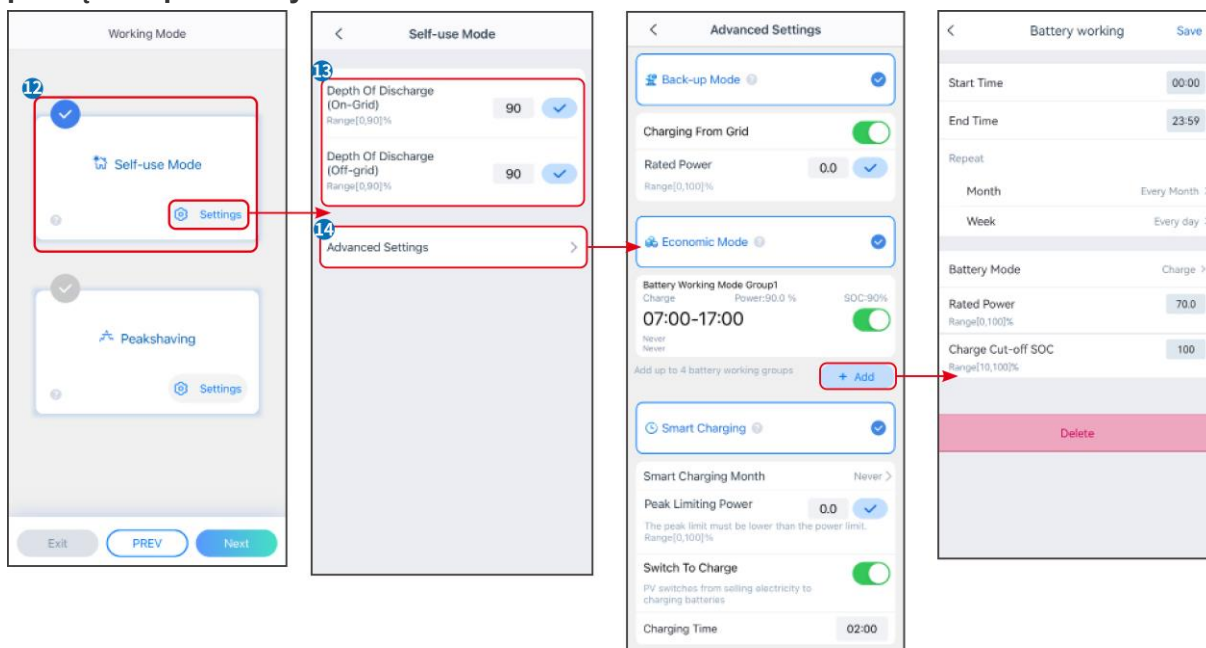 Working Mode
12
Self-use Mode
Settings
Peakshaving
Settings
Exit
PREV
Next
Self-use Mode
13
Depth Of Discharge
(On-Grid)
90
Range[0,90]%
Depth Of Discharge
(Off-grid)
90
Range[0,90]%
14
Advanced Settings
Advanced Settings
Back-up Mode
Charging From Grid
Rated Power
0.0
Range[0,100]%
Economic Mode
Battery Working Mode Group1
Charge Power:90.0 % SOC:90%
07:00-17:00
Never
Never
Add up to 4 battery working groups
+ Add
Smart Charging
Smart Charging Month Never
Peak Limiting Power
0.0
The peak limit must be lower than the power limit.
Range[0,100]%
Switch To Charge
PV switches from selling electricity to
charging batteries
Charging Time 02:00
Battery working Save
Start Time 00:00
End Time 23:59
Repeat
Month Every Month
Week Every day
Battery Mode Charge
Rated Power 70.0
Range[0,100]%
Charge Cut-off SOC 100
Range[10,100]%
Delete